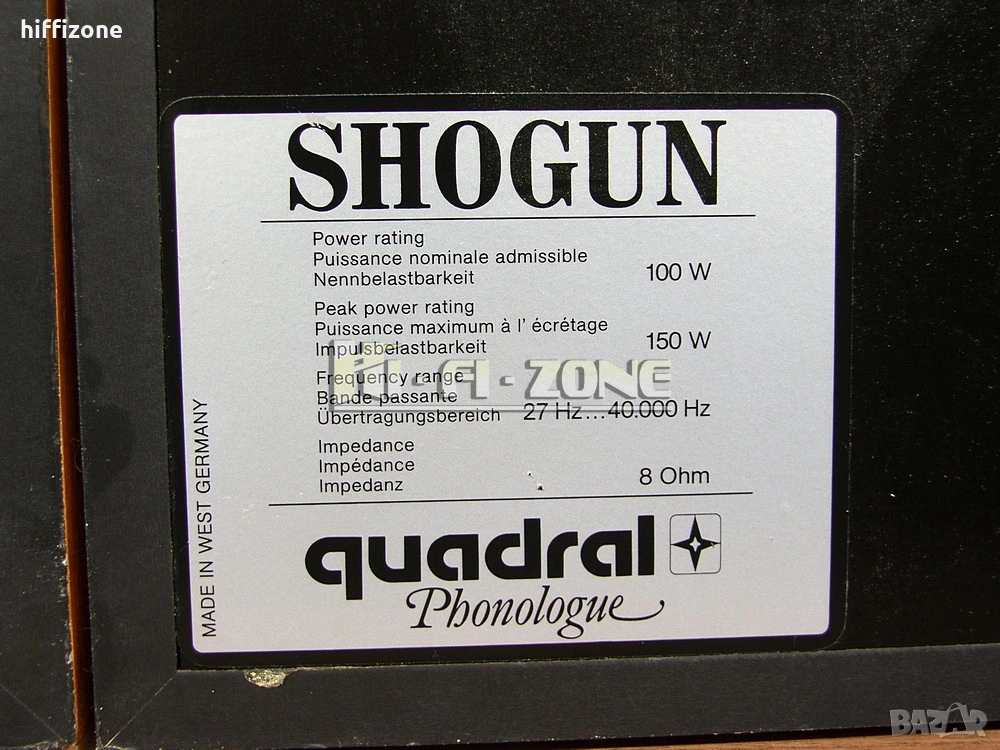 hiffizone
SHOGUN
Power rating
Puissance nominale admissible
Nennbelastbarkeit 100 W
Peak power rating
Puissance maximum à l' écrétage
Impulsbelastbarkeit 150 W
HI-FI-ZONE
Frequency range
Bande passante
Übertragungsbereich 27 Hz...40.000 Hz
Impedance
Impédance
Impedanz 8 Ohm
MADE IN WEST GERMANY
quadral
Phonologue
BAZAR